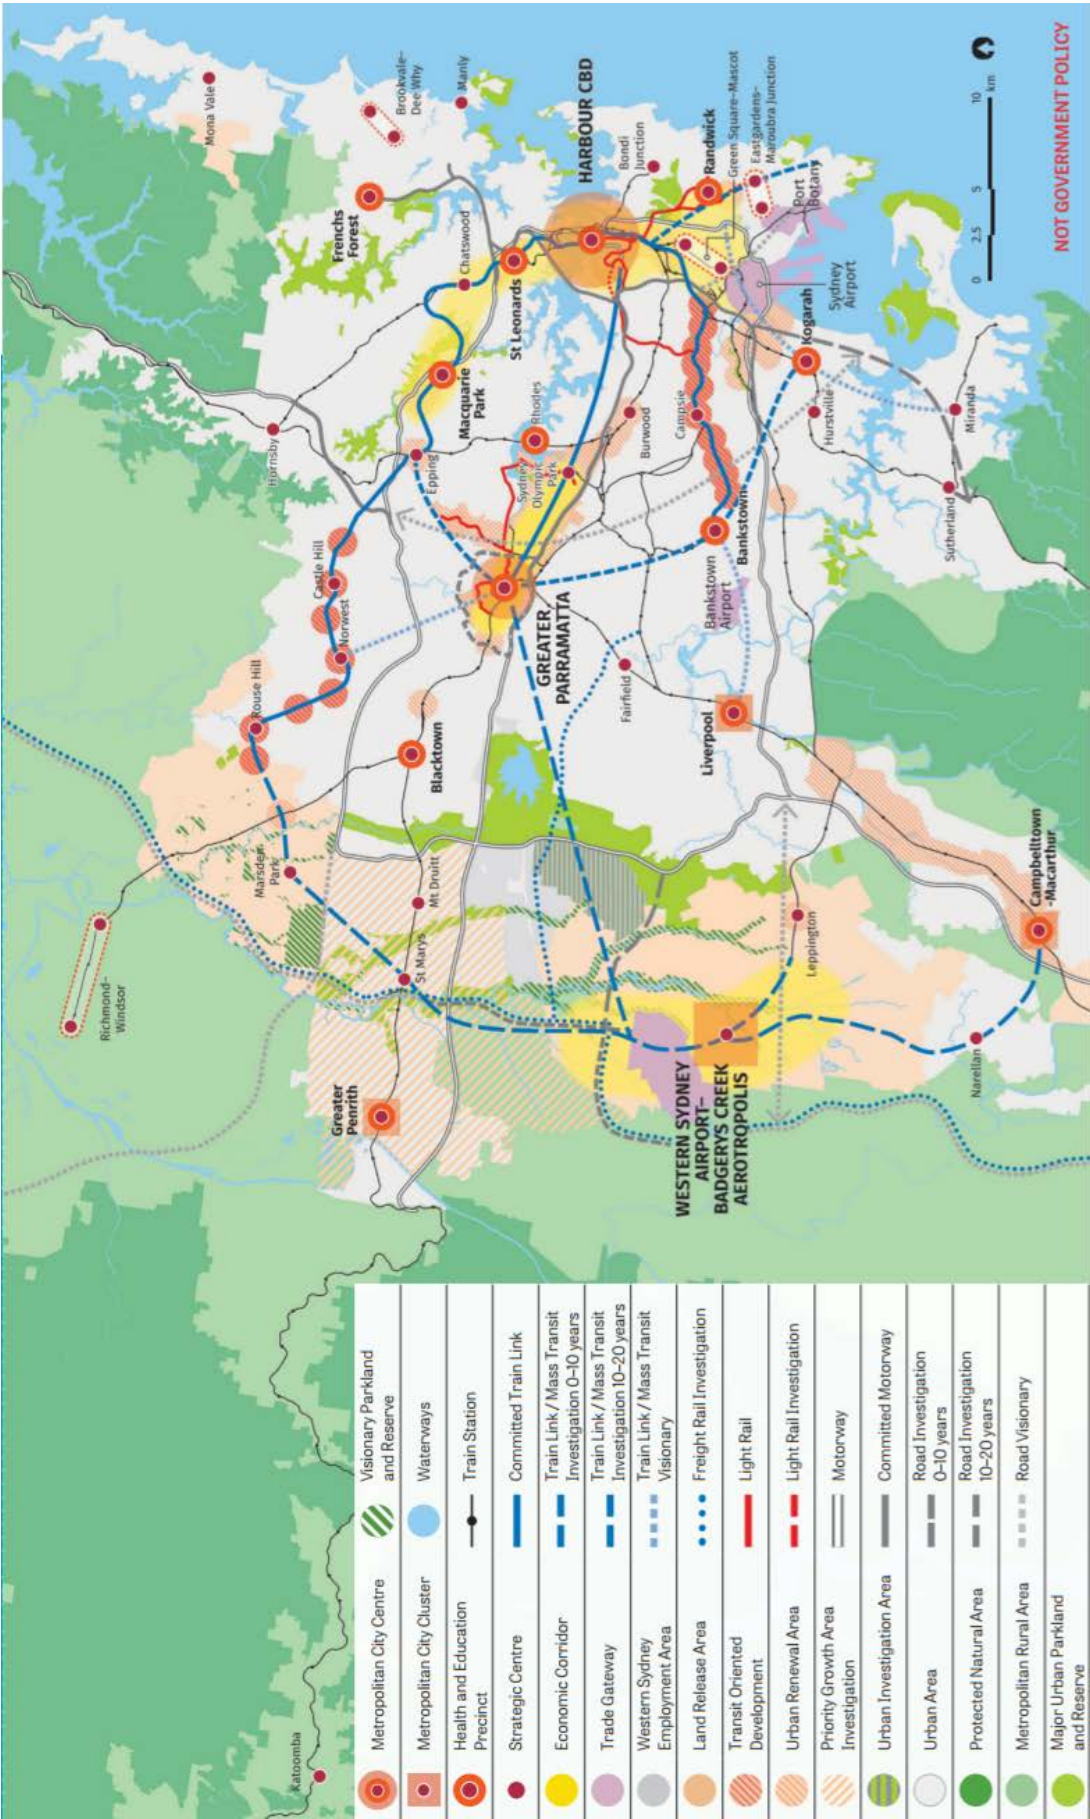 Metropolitan City Centre
Metropolitan City Cluster
Health and Education
Precinct
Strategic Centre
Economic Corridor
Trade Gateway
Western Sydney
Employment Area
Land Release Area
Transit Oriented
Development
Urban Renewal Area
Priority Growth Area
Investigation
Urban Investigation Area
Urban Area
Protected Natural Area
Metropolitan Rural Area
Major Urban Parkland
and Reserve
Visionary Parkland
and Reserve
Waterways
Train Station
Committed Train Link
Train Link / Mass Transit
Investigation 0–10 years
Train Link / Mass Transit
Investigation 10–20 years
Train Link / Mass Transit
Visionary
Freight Rail Investigation
Light Rail
Light Rail Investigation
Motorway
Committed Motorway
Road Investigation
0–10 years
Road Investigation
10–20 years
Road Visionary
Katoomba
Richmond–
Windsor
Greater
Penrith
St Marys
Mt Druitt
Marsden
Park
Rouse Hill
Norwest
Castle Hill
Blacktown
Hornsby
Epping
Macquarie
Park
Chatswood
St Leonards
Frenchs
Forest
Mona Vale
Brookvale–
Dee Why
Manly
HARBOUR CBD
Bondi
Junction
Randwick
Green Square–Mascot
Eastgardens–
Maroubra Junction
Port
Botany
Sydney
Airport
Kogarah
Hurstville
Miranda
Sutherland
Rhodes
Sydney
Olympic
Park
Burwood
Campsie
Bankstown
Bankstown
Airport
GREATER
PARRAMATTA
Fairfield
Liverpool
Leppington
WESTERN SYDNEY
AIRPORT–
BADGERYS CREEK
AEROTROPOLIS
Narellan
Campbelltown
–Macarthur
0 2.5 5 10
km
NOT GOVERNMENT POLICY